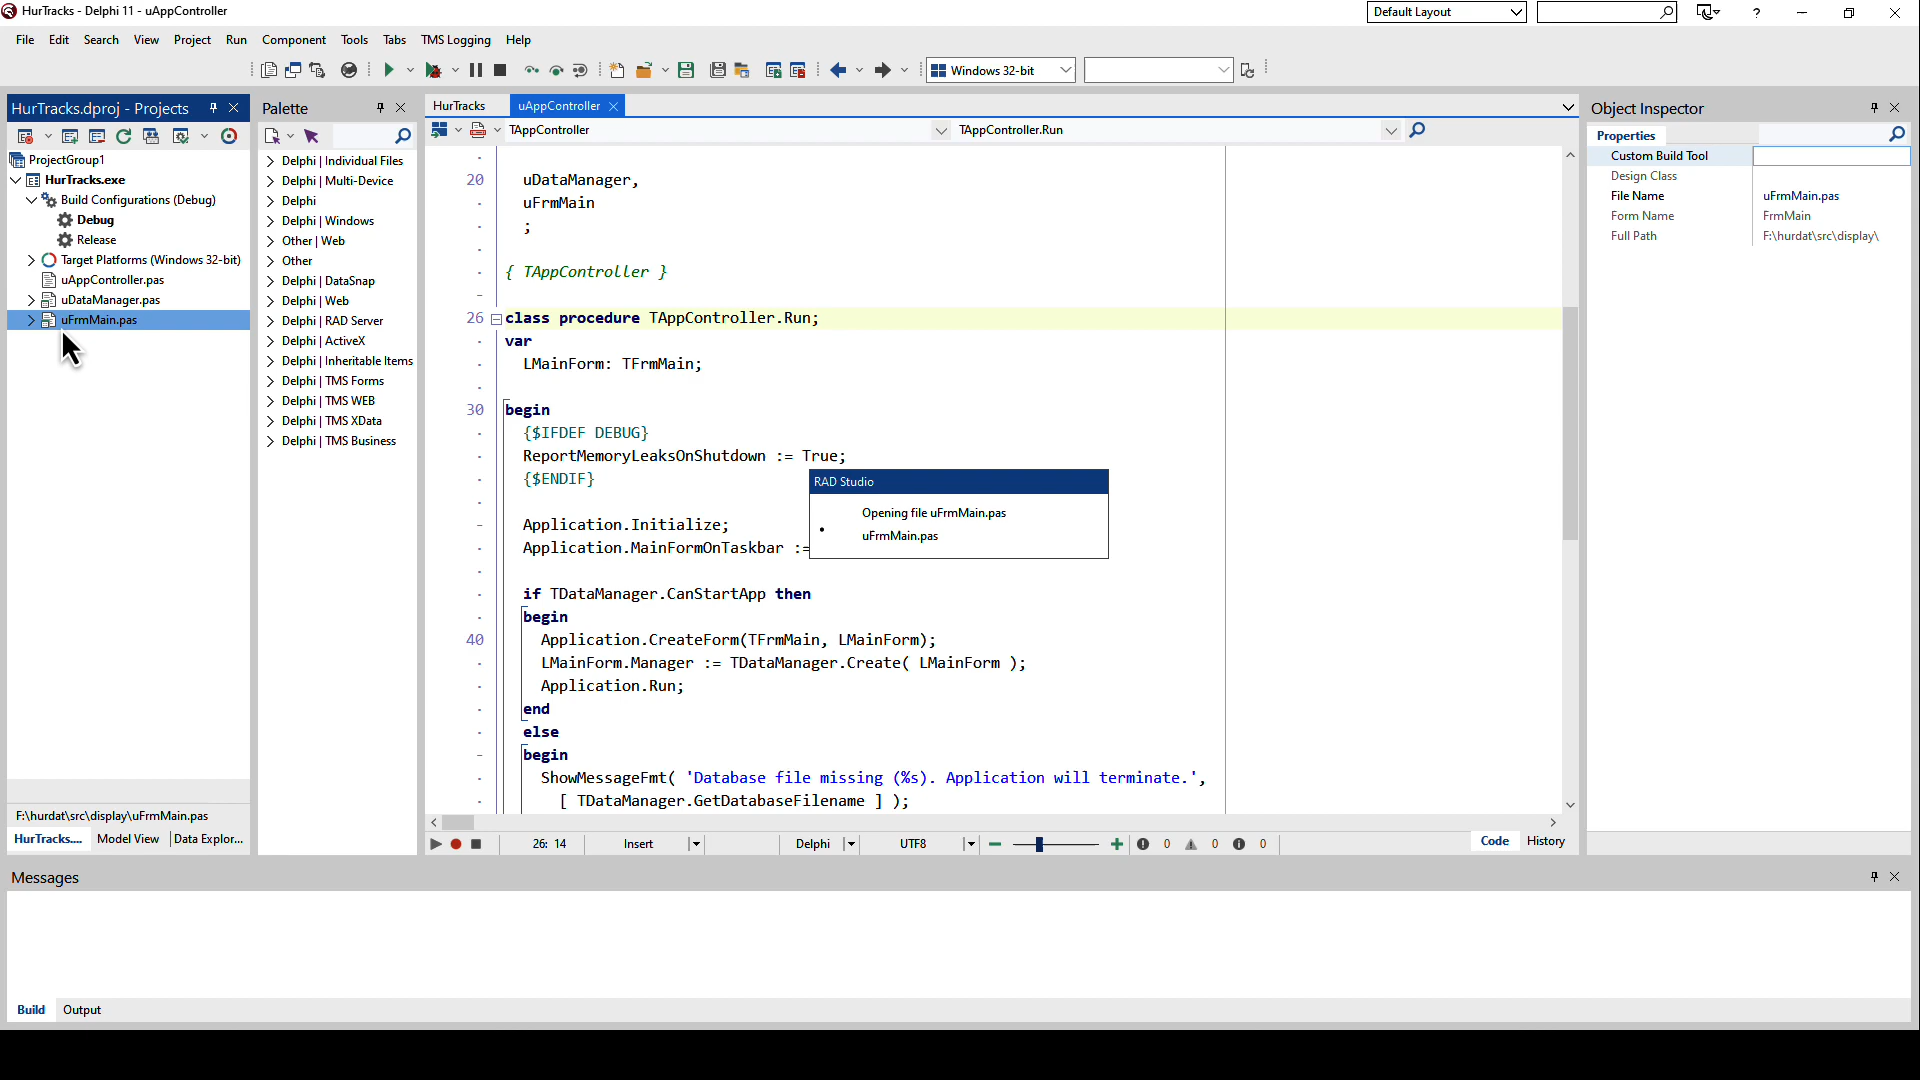 HurTracks - Delphi 11 - uAppController
Default Layout
?
File Edit Search View Project Run Component Tools Tabs TMS Logging Help
Windows 32-bit
HurTracks.dproj - Projects
ProjectGroup1
HurTracks.exe
Build Configurations (Debug)
Debug
Release
Target Platforms (Windows 32-bit)
uAppController.pas
uDataManager.pas
uFrmMain.pas
F:\hurdat\src\display\uFrmMain.pas
HurTracks.... Model View Data Explor...
Palette
Delphi | Individual Files
Delphi | Multi-Device
Delphi
Delphi | Windows
Other | Web
Other
Delphi | DataSnap
Delphi | Web
Delphi | RAD Server
Delphi | ActiveX
Delphi | Inheritable Items
Delphi | TMS Forms
Delphi | TMS WEB
Delphi | TMS XData
Delphi | TMS Business
HurTracks uAppController
TAppController TAppController.Run
20 uDataManager,
uFrmMain
;
{ TAppController }
26 class procedure TAppController.Run;
var
LMainForm: TFrmMain;
30 begin
{$IFDEF DEBUG}
ReportMemoryLeaksOnShutdown := True;
{$ENDIF}
Application.Initialize;
Application.MainFormOnTaskbar :=
RAD Studio
Opening file uFrmMain.pas
uFrmMain.pas
if TDataManager.CanStartApp then
begin
40 Application.CreateForm(TFrmMain, LMainForm);
LMainForm.Manager := TDataManager.Create( LMainForm );
Application.Run;
end
else
begin
ShowMessageFmt( 'Database file missing (%s). Application will terminate.',
[ TDataManager.GetDatabaseFilename ] );
26: 14 Insert Delphi UTF8 0 0 0
Code History
Object Inspector
Properties
Custom Build Tool
Design Class
File Name uFrmMain.pas
Form Name FrmMain
Full Path F:\hurdat\src\display\
Messages
Build Output